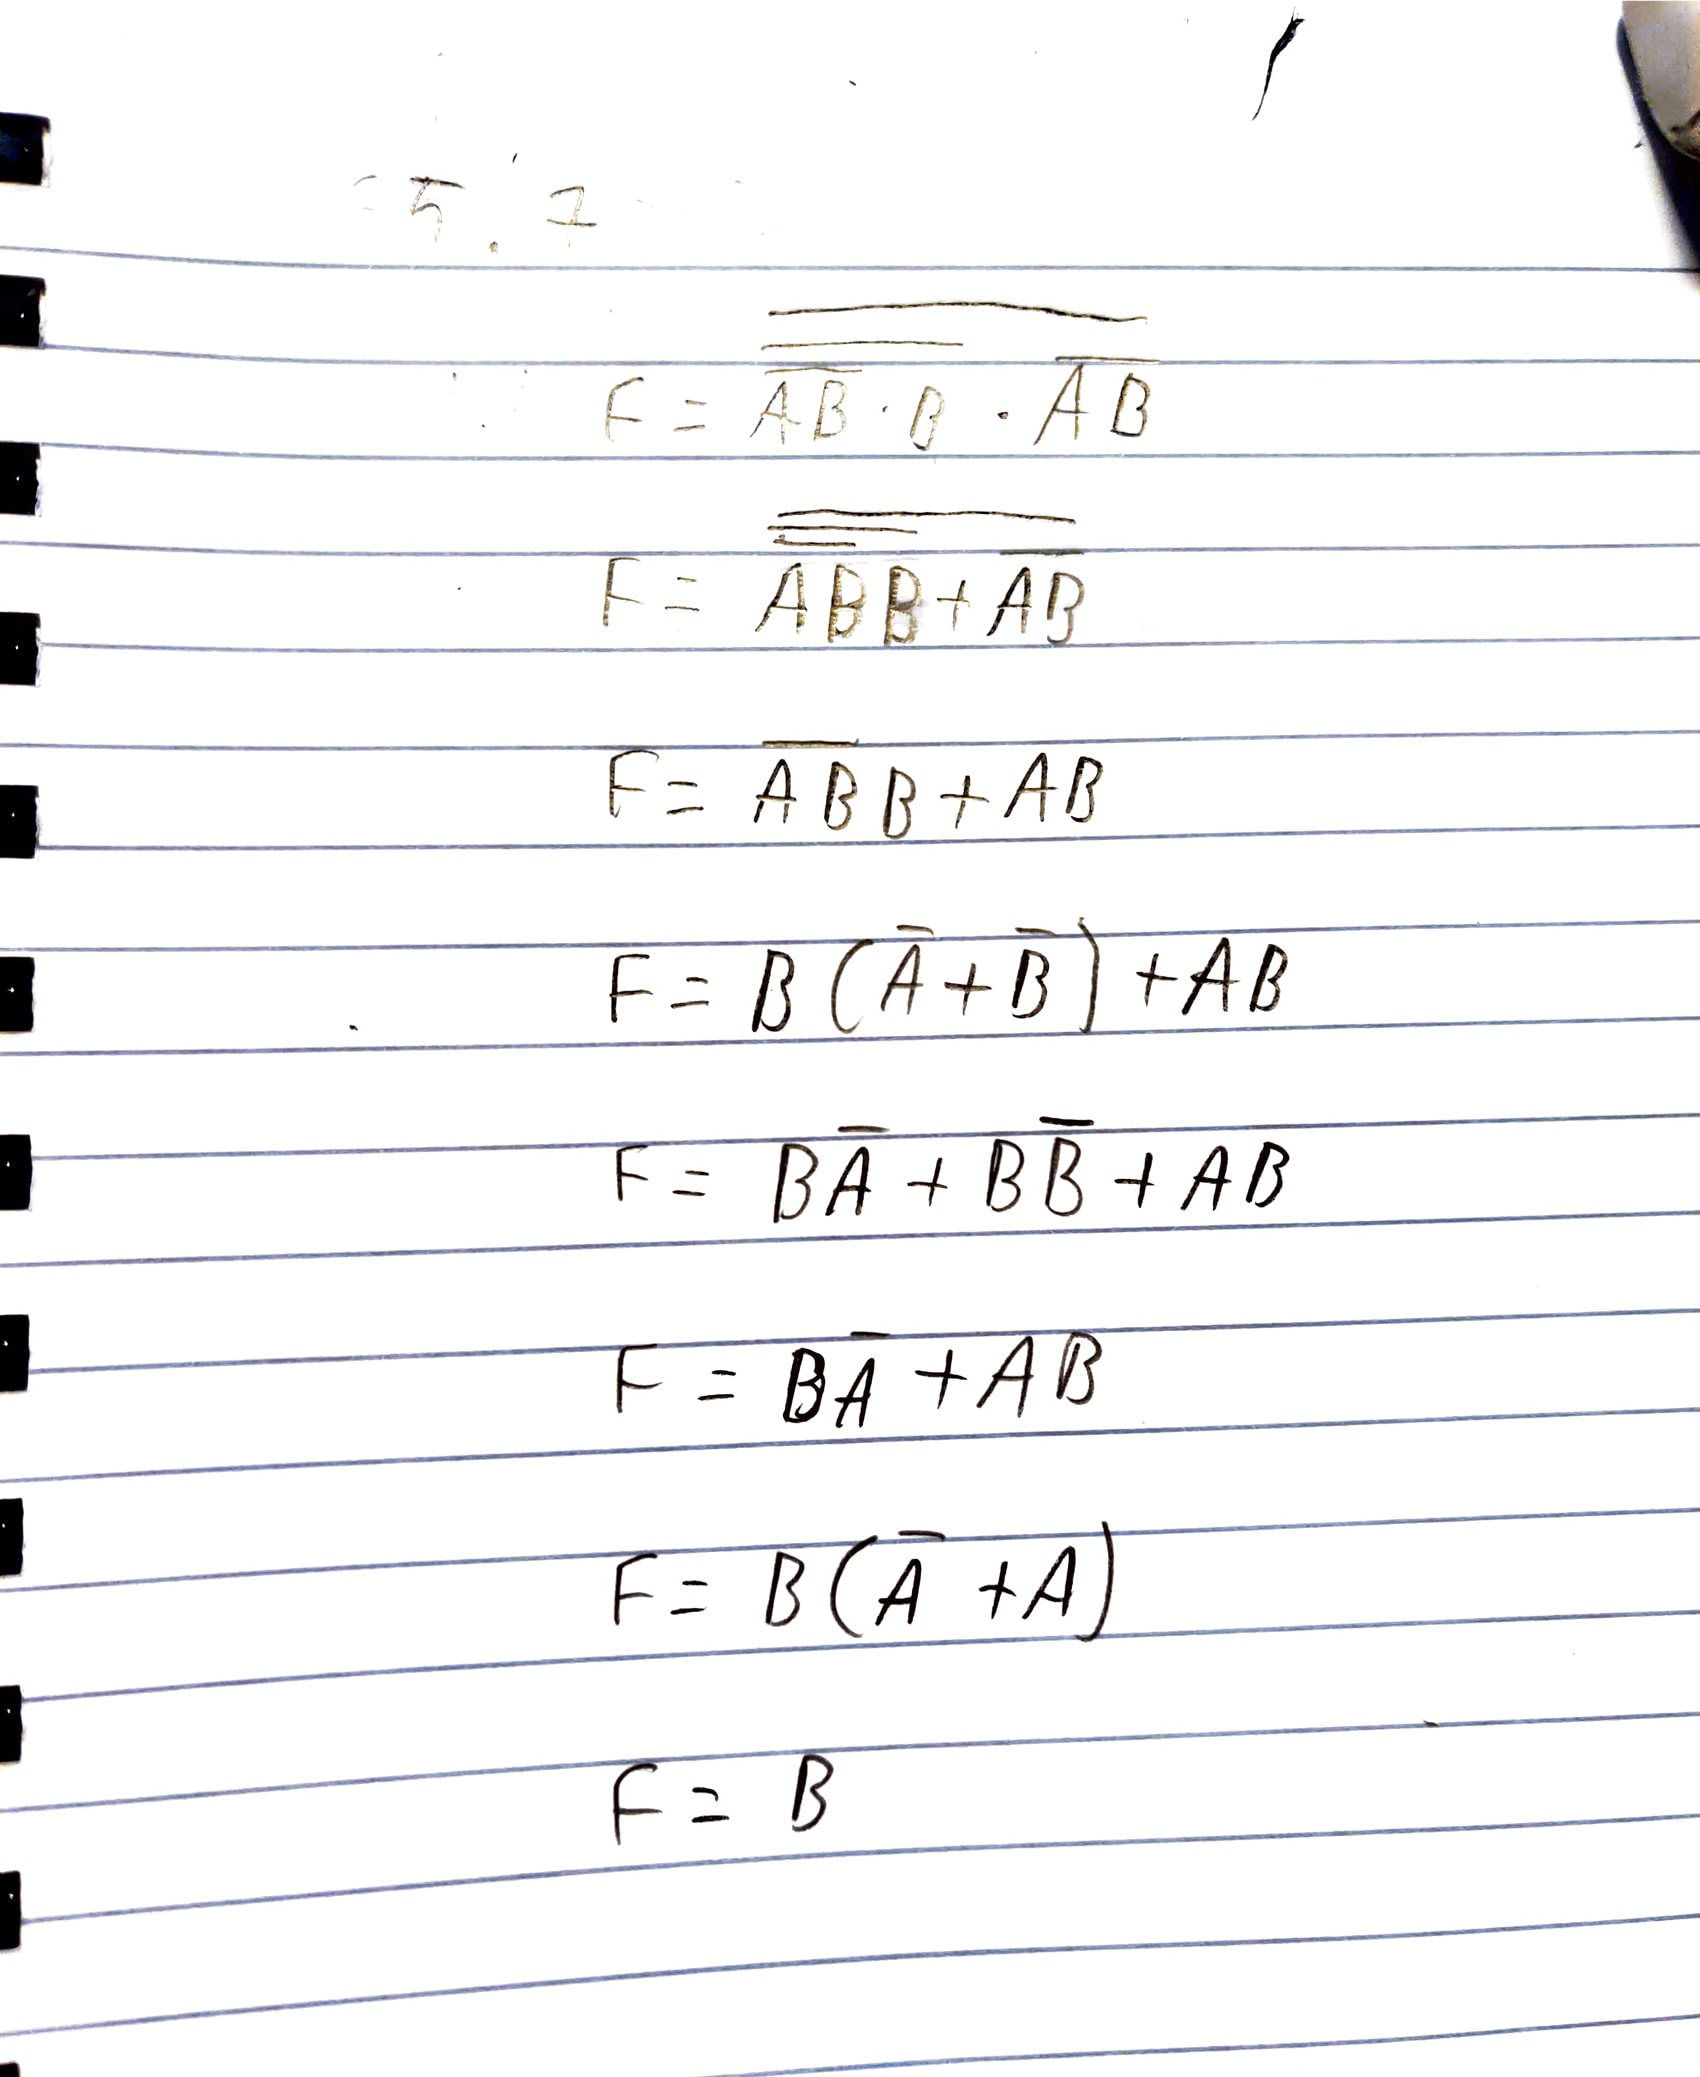 5.1
F = \overline{\overline{\overline{AB} \cdot B} \cdot \overline{AB}}
F = \overline{\overline{\overline{AB}B}} + \overline{\overline{AB}}
F = \overline{AB}B + AB
F = B(\bar{A} + \bar{B}) + AB
F = B\bar{A} + B\bar{B} + AB
F = B\bar{A} + AB
F = B(\bar{A} + A)
F = B